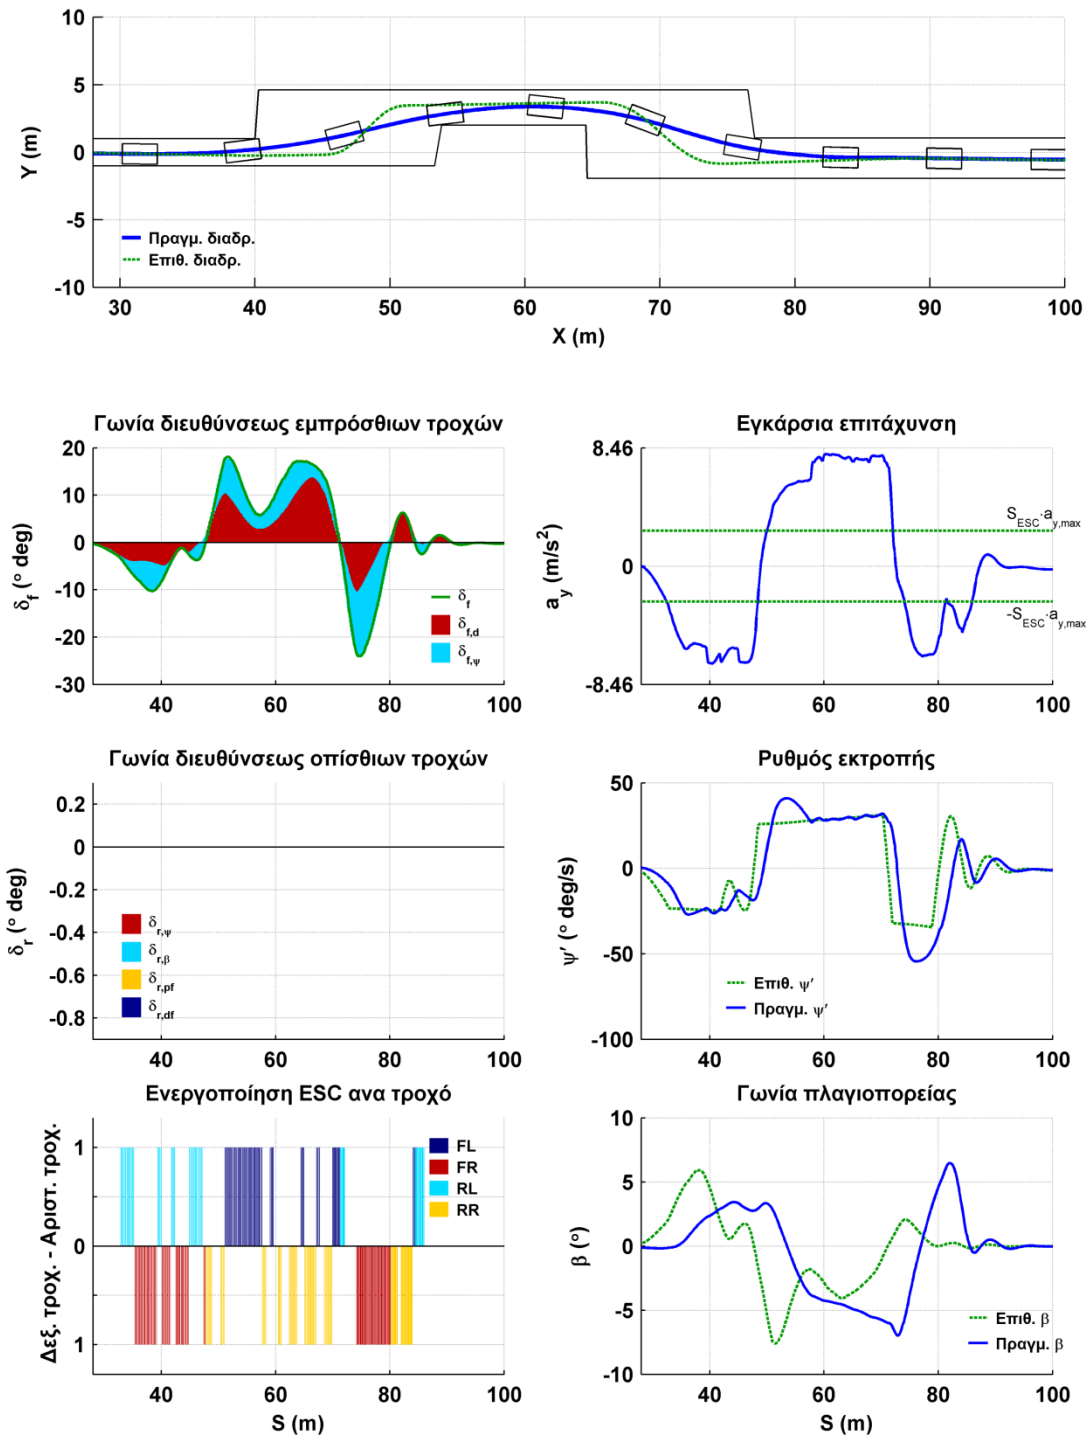 10
5
0
-5
-10
Y (m)
Πραγμ. διαδρ.
Επιθ. διαδρ.
30 40 50 60 70 80 90 100
X (m)
Γωνία διευθύνσεως εμπρόσθιων τροχών
20
10
0
-10
-20
-30
δf (° deg)
δf
δf,d
δf,ψ
40 60 80 100
Εγκάρσια επιτάχυνση
8.46
0
-8.46
ay (m/s²)
SESC·ay,max
-SESC·ay,max
40 60 80 100
Γωνία διευθύνσεως οπίσθιων τροχών
0.2
0
-0.2
-0.4
-0.6
-0.8
δr (° deg)
δr,ψ
δr,β
δr,pf
δr,df
Ρυθμός εκτροπής
50
0
-50
-100
ψ' (° deg/s)
Επιθ. ψ'
Πραγμ. ψ'
40 60 80 100
Ενεργοποίηση ESC ανα τροχό
1
0
1
Δεξ. τροχ. - Αριστ. τροχ.
FL
FR
RL
RR
40 60 80 100
S (m)
Γωνία πλαγιοπορείας
10
5
0
-5
-10
β (°)
Επιθ. β
Πραγμ. β
40 60 80 100
S (m)